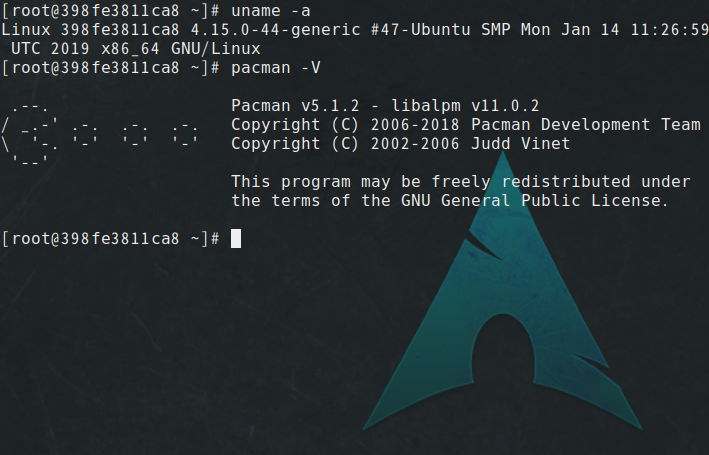 [root@398fe3811ca8 ~]# uname -a
Linux 398fe3811ca8 4.15.0-44-generic #47-Ubuntu SMP Mon Jan 14 11:26:59
 UTC 2019 x86_64 GNU/Linux
[root@398fe3811ca8 ~]# pacman -V

 .--.                  Pacman v5.1.2 - libalpm v11.0.2
/ _.-' .-.  .-.  .-.   Copyright (C) 2006-2018 Pacman Development Team
\  '-. '-'  '-'  '-'   Copyright (C) 2002-2006 Judd Vinet
 '--'
                       This program may be freely redistributed under
                       the terms of the GNU General Public License.

[root@398fe3811ca8 ~]#